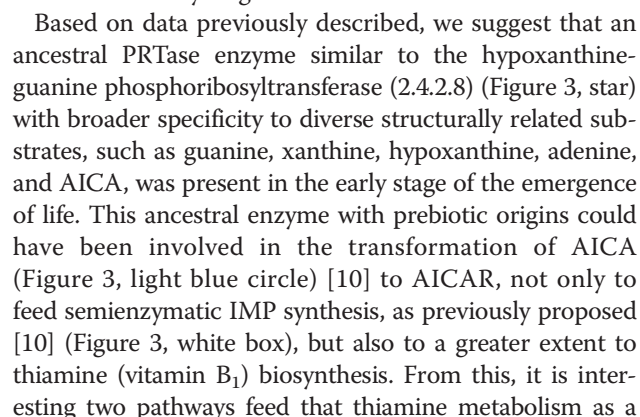 Based on data previously described, we suggest that an
ancestral PRTase enzyme similar to the hypoxanthine-
guanine phosphoribosyltransferase (2.4.2.8) (Figure 3, star)
with broader specificity to diverse structurally related sub-
strates, such as guanine, xanthine, hypoxanthine, adenine,
and AICA, was present in the early stage of the emergence
of life. This ancestral enzyme with prebiotic origins could
have been involved in the transformation of AICA
(Figure 3, light blue circle) [10] to AICAR, not only to
feed semienzymatic IMP synthesis, as previously proposed
[10] (Figure 3, white box), but also to a greater extent to
thiamine (vitamin B₁) biosynthesis. From this, it is inter-
esting two pathways feed that thiamine metabolism as a